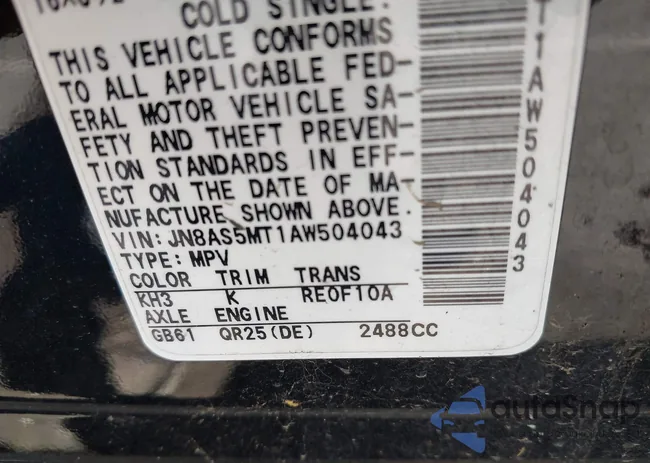 COLD SINGLE:
THIS VEHICLE CONFORMS
TO ALL APPLICABLE FED-
ERAL MOTOR VEHICLE SA-
FETY AND THEFT PREVEN-
TION STANDARDS IN EFF-
ECT ON THE DATE OF MA-
NUFACTURE SHOWN ABOVE.
VIN: JN8AS5MT1AW504043
TYPE: MPV
COLOR TRIM TRANS
KH3 K RE0F10A
AXLE ENGINE
GB61 QR25(DE) 2488CC
T1AW504043
autoSnap